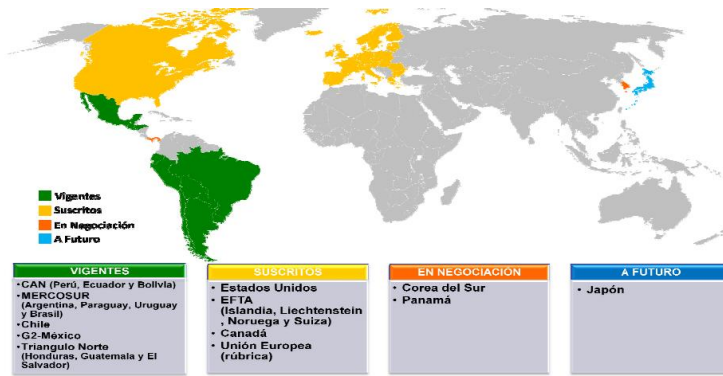 Vigentes
Suscritos
En Negociación
A Futuro
VIGENTES
•CAN (Perú, Ecuador y Bolivia)
•MERCOSUR
(Argentina, Paraguay, Uruguay
y Brasil)
•Chile
•G2-México
•Triangulo Norte
(Honduras, Guatemala y El
Salvador)
SUSCRITOS
• Estados Unidos
• EFTA
(Islandia, Liechtenstein
, Noruega y Suiza)
• Canadá
• Unión Europea
(rúbrica)
EN NEGOCIACIÓN
• Corea del Sur
• Panamá
A FUTURO
• Japón